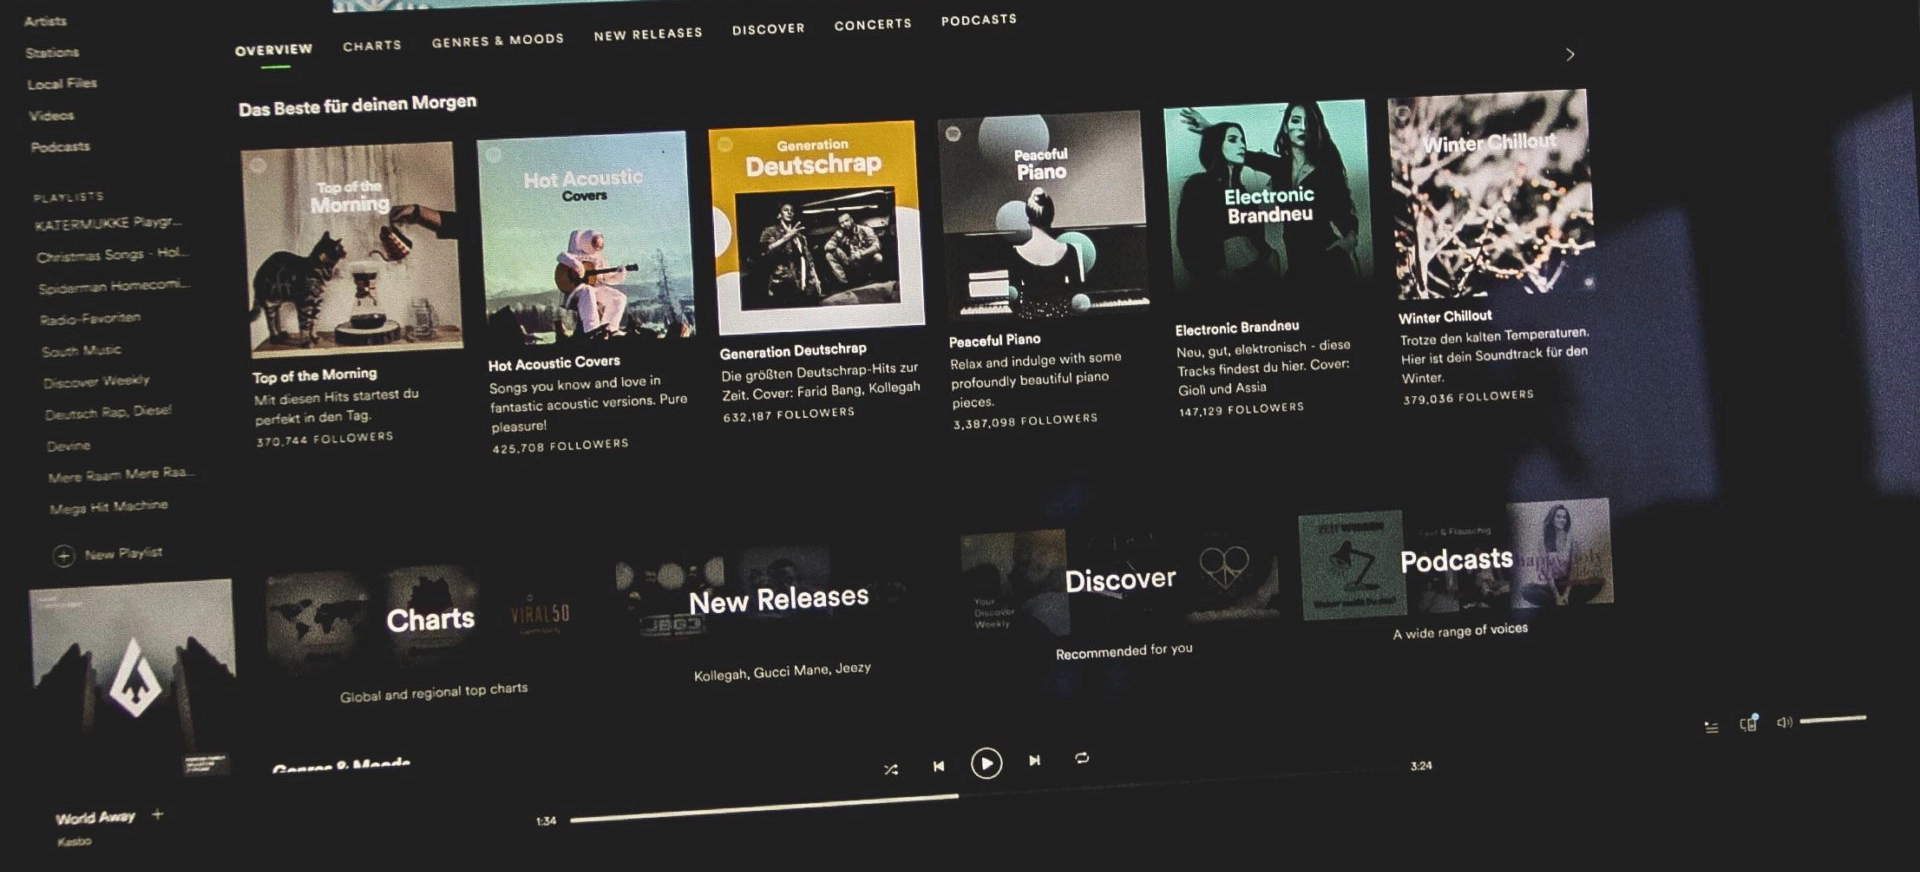 Artists
Stations
Local Files
Videos
Podcasts
PLAYLISTS
KATERMUKKE Playgr...
Christmas Songs - Hol...
Spiderman Homecomi...
Radio-Favoriten
South Music
Discover Weekly
Deutsch Rap, Diese!
Devine
Mere Raam Mere Raa...
Mega Hit Machine
New Playlist
OVERVIEW CHARTS GENRES & MOODS NEW RELEASES DISCOVER CONCERTS PODCASTS
Das Beste für deinen Morgen
Top of the
Morning
Top of the Morning
Mit diesen Hits startest du
perfekt in den Tag.
370,744 FOLLOWERS
Hot Acoustic
Covers
Hot Acoustic Covers
Songs you know and love in
fantastic acoustic versions. Pure
pleasure!
425,708 FOLLOWERS
Generation
Deutschrap
Generation Deutschrap
Die größten Deutschrap-Hits zur
Zeit. Cover: Farid Bang, Kollegah
632,187 FOLLOWERS
Peaceful
Piano
Peaceful Piano
Relax and indulge with some
profoundly beautiful piano
pieces.
3,387,098 FOLLOWERS
Electronic
Brandneu
Electronic Brandneu
Neu, gut, elektronisch - diese
Tracks findest du hier. Cover:
Giolì und Assia
147,129 FOLLOWERS
Winter Chillout
Winter Chillout
Trotze den kalten Temperaturen.
Hier ist dein Soundtrack für den
Winter.
379,036 FOLLOWERS
Charts
VIRAL 50
Global and regional top charts
New Releases
JBG3
Kollegah, Gucci Mane, Jeezy
Discover
Your
Discover
Weekly
Recommended for you
Podcasts
A wide range of voices
Genres & Moods
World Away
Kasbo
1:34
3:24